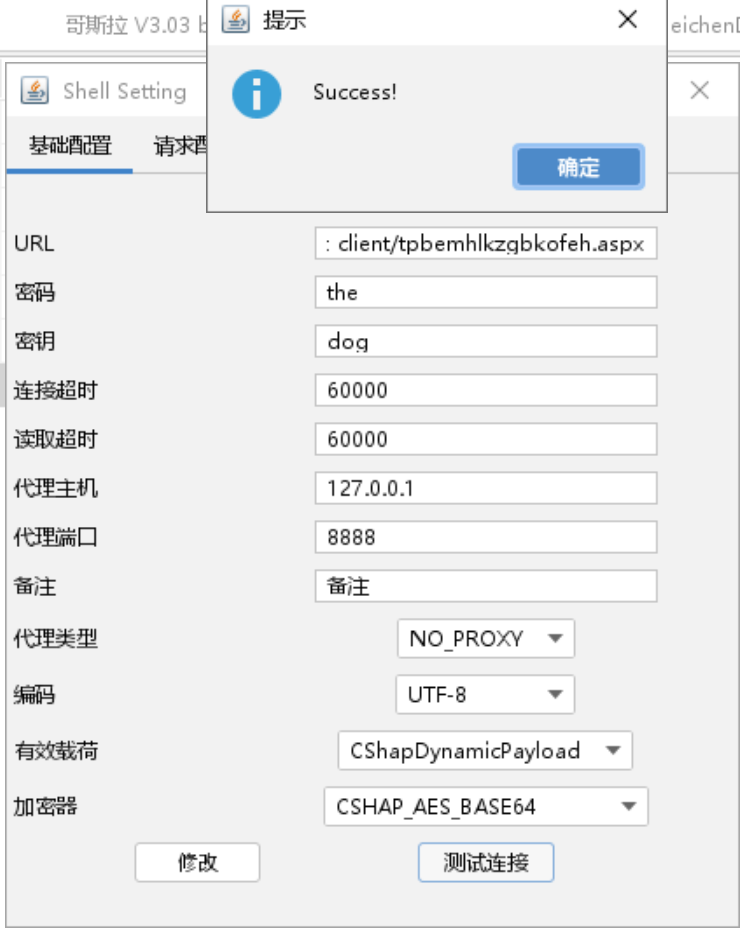 哥斯拉 V3.03 b
提示
eichenD
Success!
确定
Shell Setting
基础配置 请求配
URL : client/tpbemhlkzgbkofeh.aspx
密码 the
密钥 dog
连接超时 60000
读取超时 60000
代理主机 127.0.0.1
代理端口 8888
备注 备注
代理类型 NO_PROXY
编码 UTF-8
有效载荷 CShapDynamicPayload
加密器 CSHAP_AES_BASE64
修改 测试连接